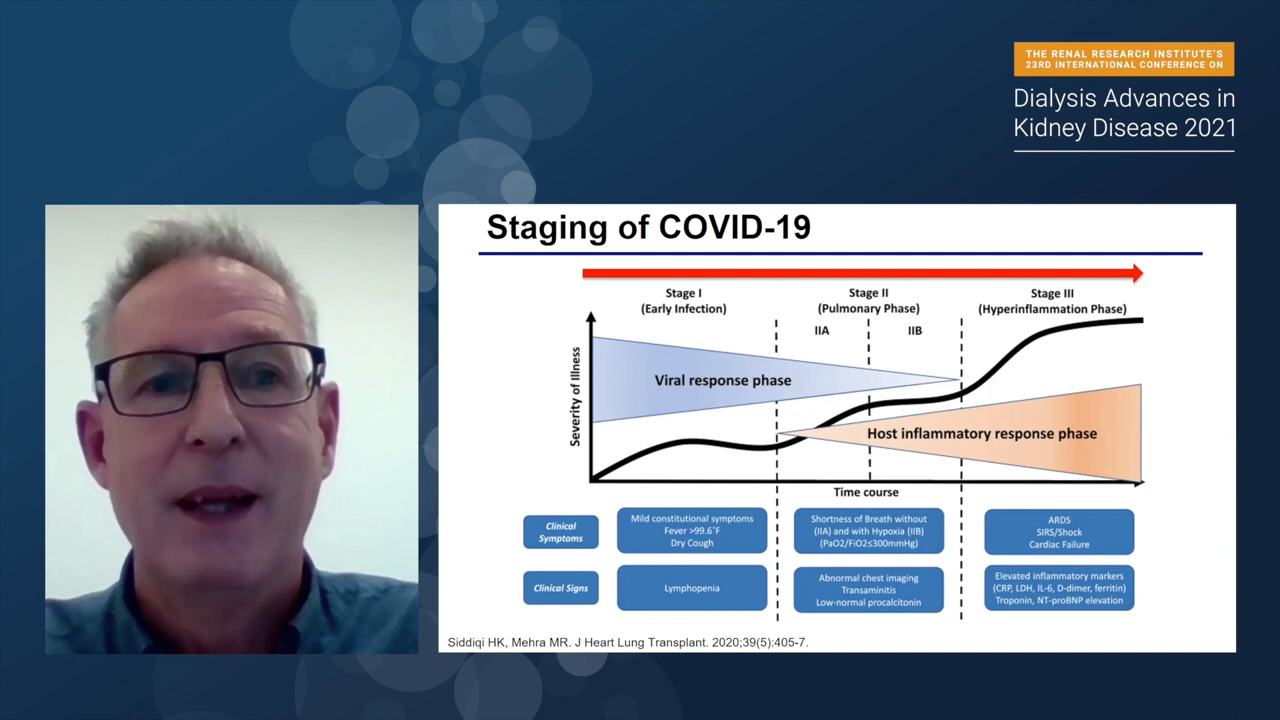 THE RENAL RESEARCH INSTITUTE'S
23RD INTERNATIONAL CONFERENCE ON
Dialysis Advances in
Kidney Disease 2021
Staging of COVID-19
Stage I
(Early Infection)
Stage II
(Pulmonary Phase)
IIA
IIB
Stage III
(Hyperinflammation Phase)
Severity of Illness
Viral response phase
Host inflammatory response phase
Time course
Clinical
Symptoms
Mild constitutional symptoms
Fever >99.6°F
Dry Cough
Shortness of Breath without
(IIA) and with Hypoxia (IIB)
(PaO2/FiO2≤300mmHg)
ARDS
SIRS/Shock
Cardiac Failure
Clinical Signs
Lymphopenia
Abnormal chest imaging
Transaminitis
Low-normal procalcitonin
Elevated inflammatory markers
(CRP, LDH, IL-6, D-dimer, ferritin)
Troponin, NT-proBNP elevation
Siddiqi HK, Mehra MR. J Heart Lung Transplant. 2020;39(5):405-7.